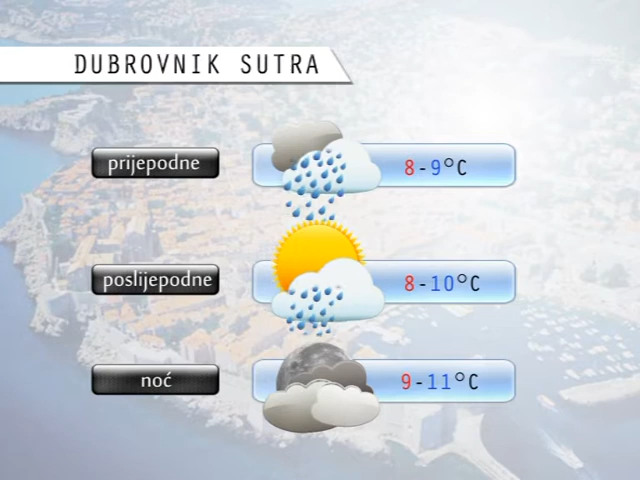 DUBROVNIK SUTRA
prijepodne 8-9°C
poslijepodne 8-10°C
noć 9-11°C